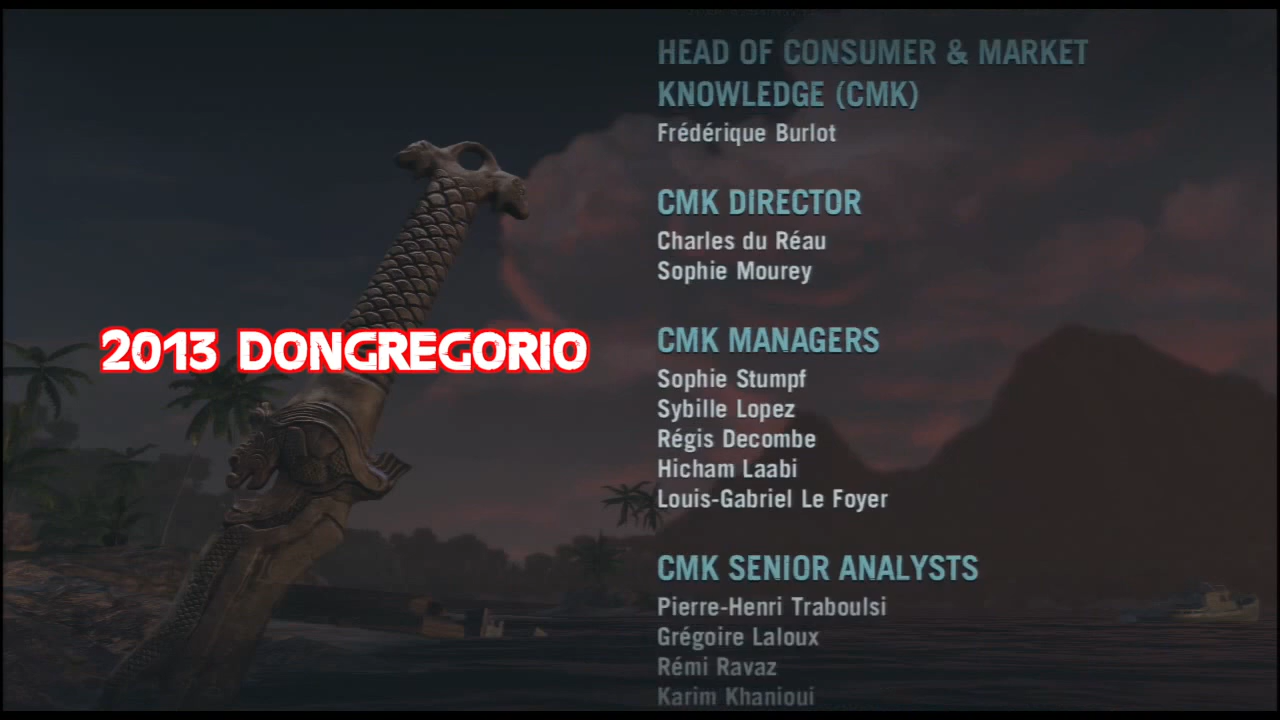 HEAD OF CONSUMER & MARKET
KNOWLEDGE (CMK)
Frédérique Burlot
CMK DIRECTOR
Charles du Réau
Sophie Mourey
2013 DONGREGORIO
CMK MANAGERS
Sophie Stumpf
Sybille Lopez
Régis Decombe
Hicham Laabi
Louis-Gabriel Le Foyer
CMK SENIOR ANALYSTS
Pierre-Henri Traboulsi
Grégoire Laloux
Rémi Ravaz
Karim Khanioui